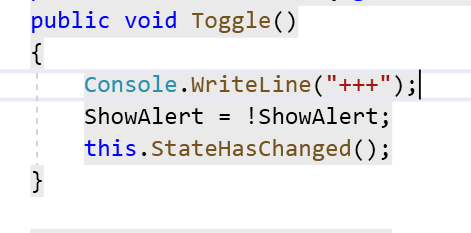 public void Toggle()
{
Console.WriteLine("+++");
ShowAlert = !ShowAlert;
this.StateHasChanged();
}